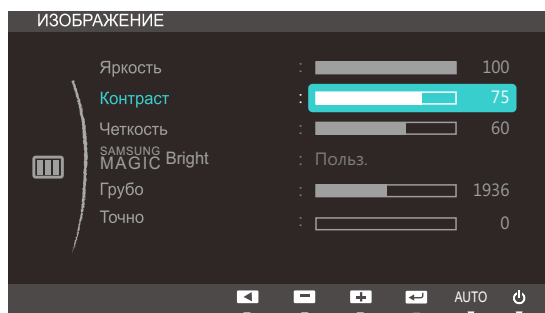 ИЗОБРАЖЕНИЕ
Яркость : 100
Контраст : 75
Четкость : 60
SAMSUNG MAGIC Bright : Польз.
Грубо : 1936
Точно : 0
AUTO